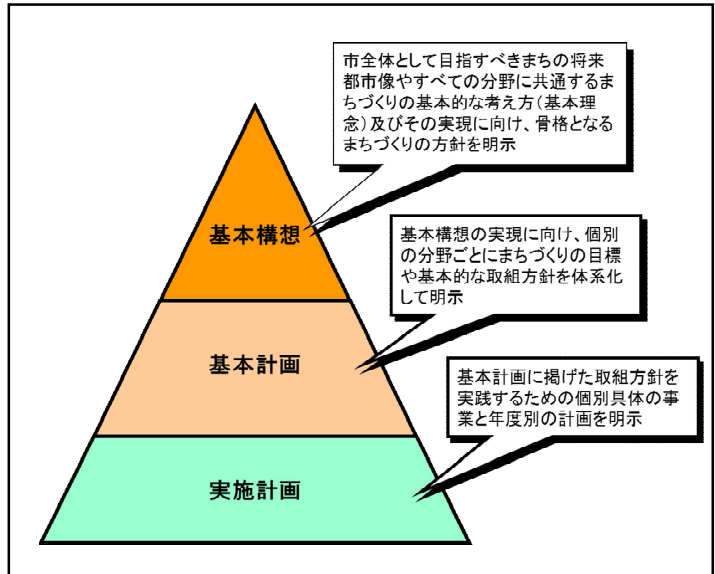 市全体として目指すべきまちの将来
都市像やすべての分野に共通するま
ちづくりの基本的な考え方(基本理
念)及びその実現に向け、骨格となる
まちづくりの方針を明示
基本構想
基本構想の実現に向け、個別
の分野ごとにまちづくりの目標
や基本的な取組方針を体系化
して明示
基本計画
基本計画に掲げた取組方針を
実践するための個別具体の事
業と年度別の計画を明示
実施計画